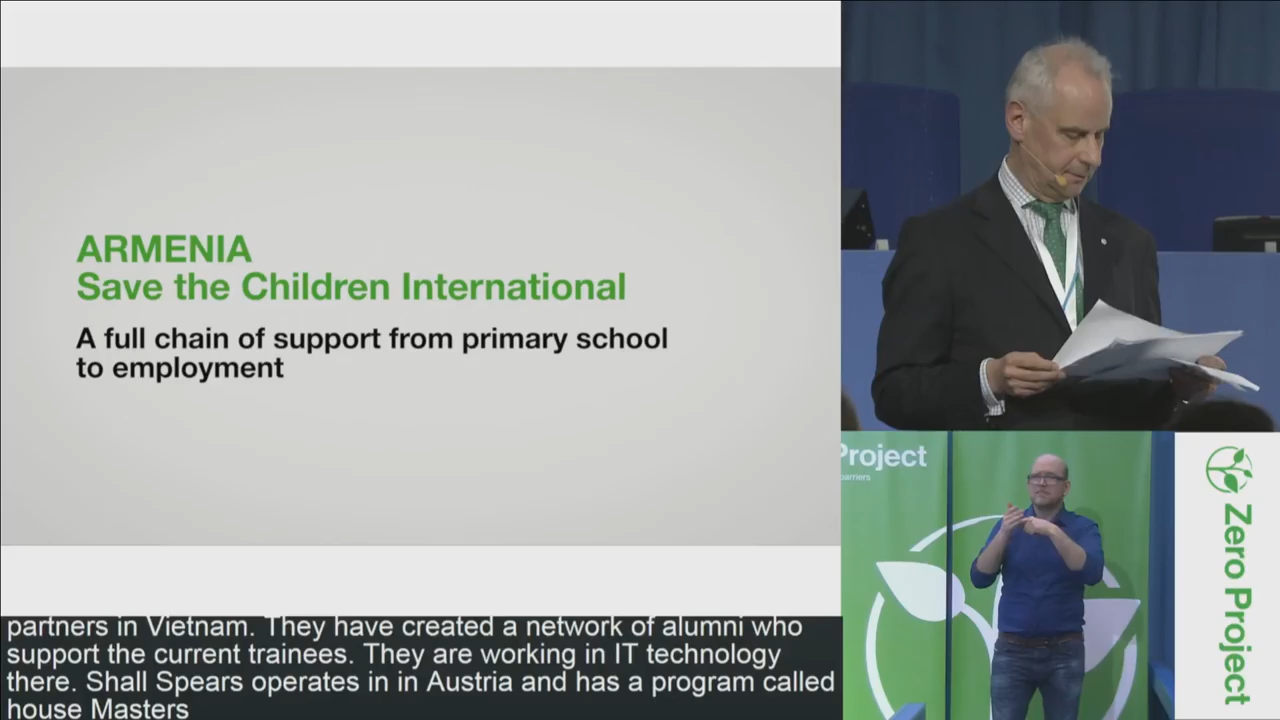 ARMENIA
Save the Children International
A full chain of support from primary school
to employment
partners in Vietnam. They have created a network of alumni who
support the current trainees. They are working in IT technology
there. Shall Spears operates in in Austria and has a program called
house Masters
Project
barriers
Zero Project